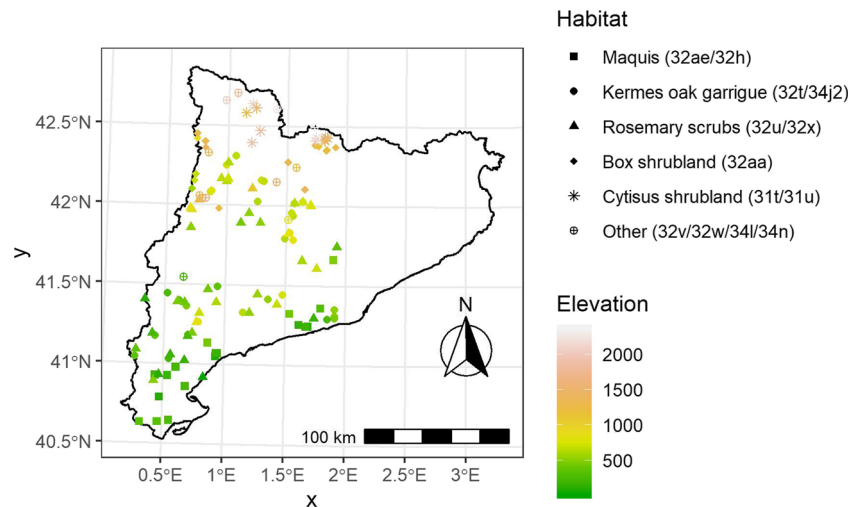 Habitat
Maquis (32ae/32h)
Kermes oak garrigue (32t/34j2)
Rosemary scrubs (32u/32x)
Box shrubland (32aa)
Cytisus shrubland (31t/31u)
Other (32v/32w/34l/34n)
42.5°N
42°N
41.5°N
41°N
40.5°N
y
N
100 km
0.5°E 1°E 1.5°E 2°E 2.5°E 3°E
x
Elevation
2000
1500
1000
500